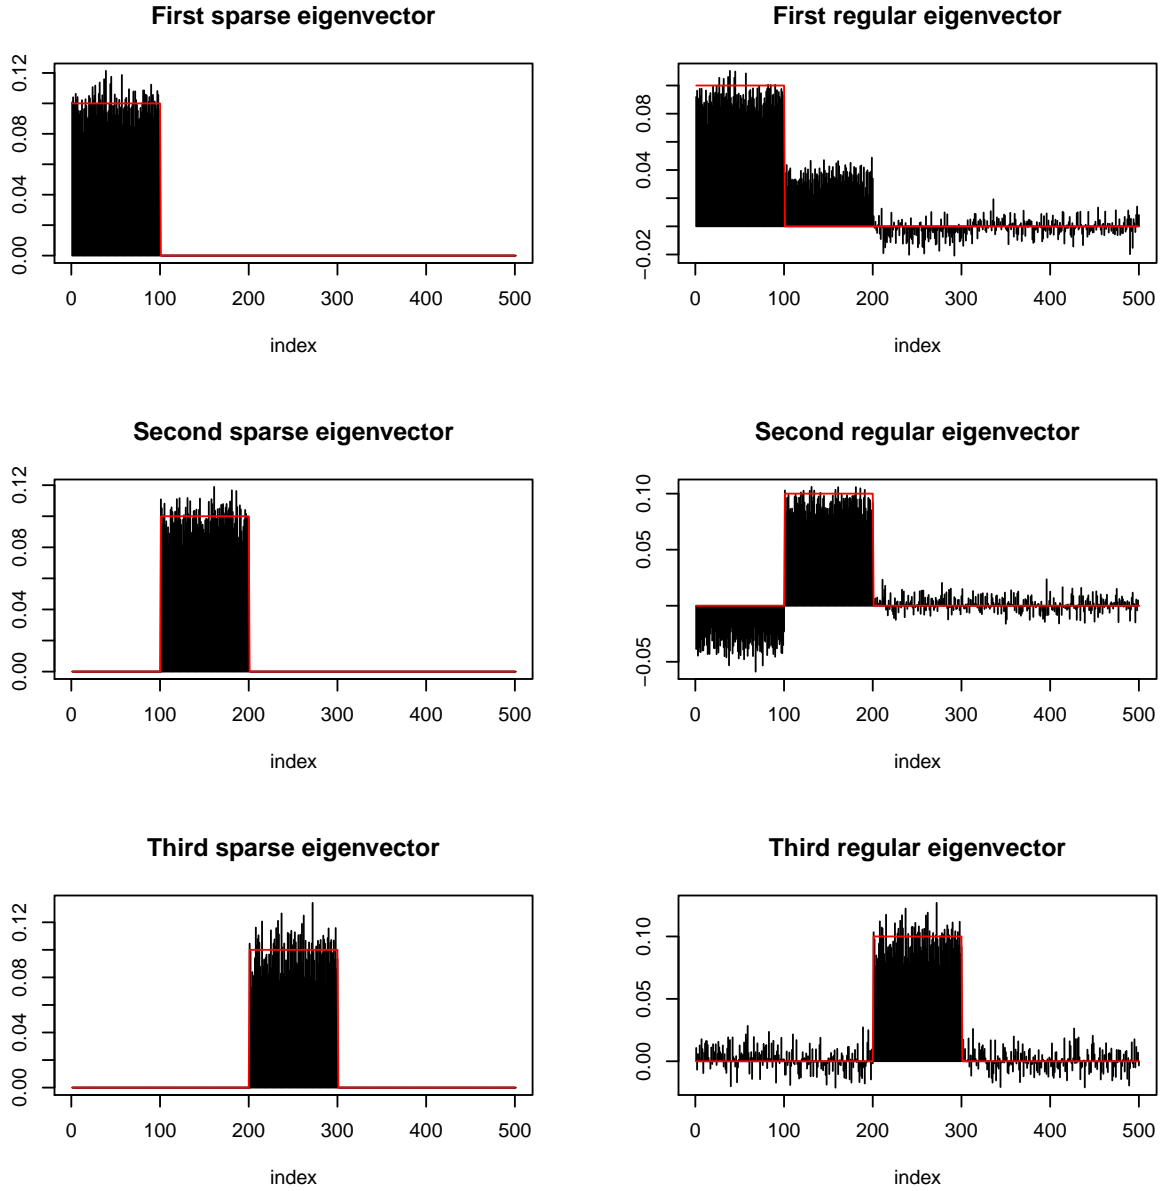 First sparse eigenvector
0.00 0.04 0.08 0.12
0 100 200 300 400 500
index
First regular eigenvector
−0.02 0.04 0.08
0 100 200 300 400 500
index
Second sparse eigenvector
0.00 0.04 0.08 0.12
0 100 200 300 400 500
index
Second regular eigenvector
−0.05 0.05 0.10
0 100 200 300 400 500
index
Third sparse eigenvector
0.00 0.04 0.08 0.12
0 100 200 300 400 500
index
Third regular eigenvector
0.00 0.05 0.10
0 100 200 300 400 500
index